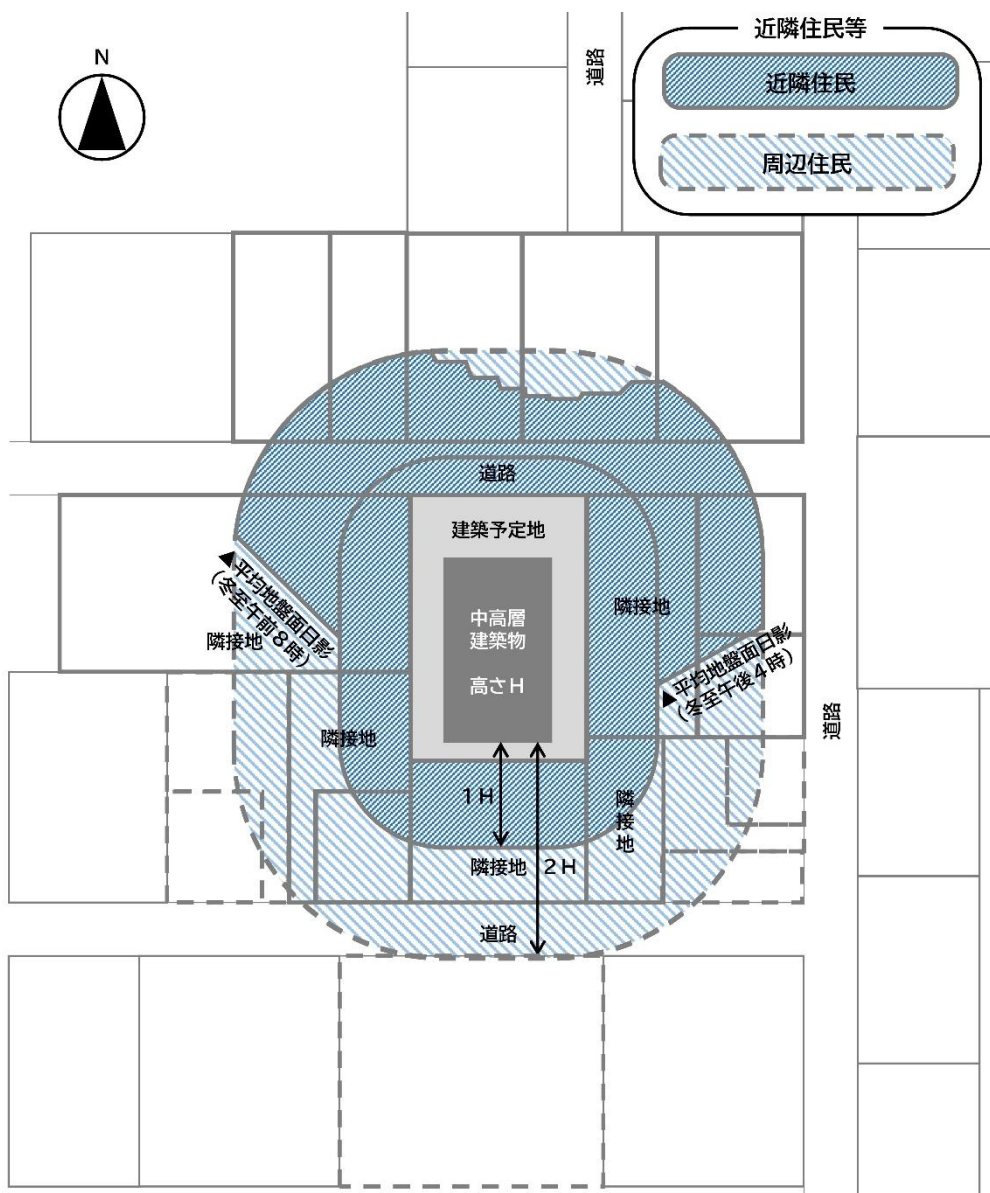 N
道路
近隣住民等
近隣住民
周辺住民
道路
建築予定地
中高層
建築物
高さH
隣接地
平均地盤面日影
(冬至午前8時)
隣接地
平均地盤面日影
(冬至午後4時)
隣接地
道路
1H
隣接地
隣接地
2H
道路